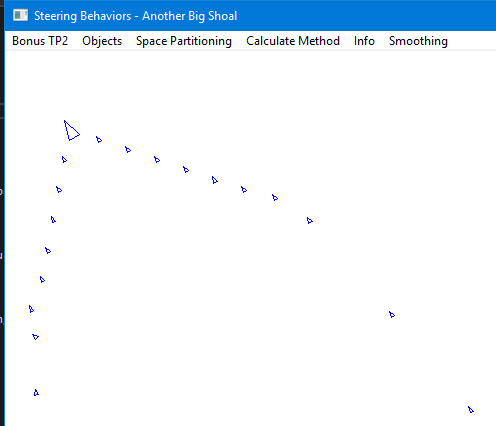 Steering Behaviors - Another Big Shoal
Bonus TP2 Objects Space Partitioning Calculate Method Info Smoothing